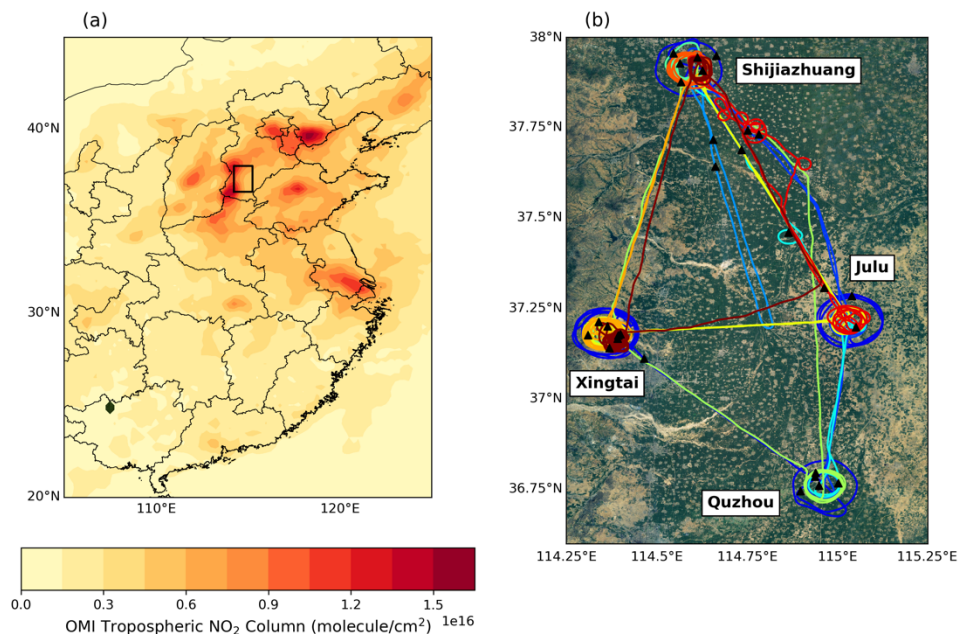 (a)
40°N
30°N
20°N
110°E
120°E
0.0
0.3
0.6
0.9
1.2
1.5
1e16
OMI Tropospheric NO₂ Column (molecule/cm²)
(b)
38°N
37.75°N
37.5°N
37.25°N
37°N
36.75°N
114.25°E
114.5°E
114.75°E
115°E
115.25°E
Shijiazhuang
Julu
Xingtai
Quzhou